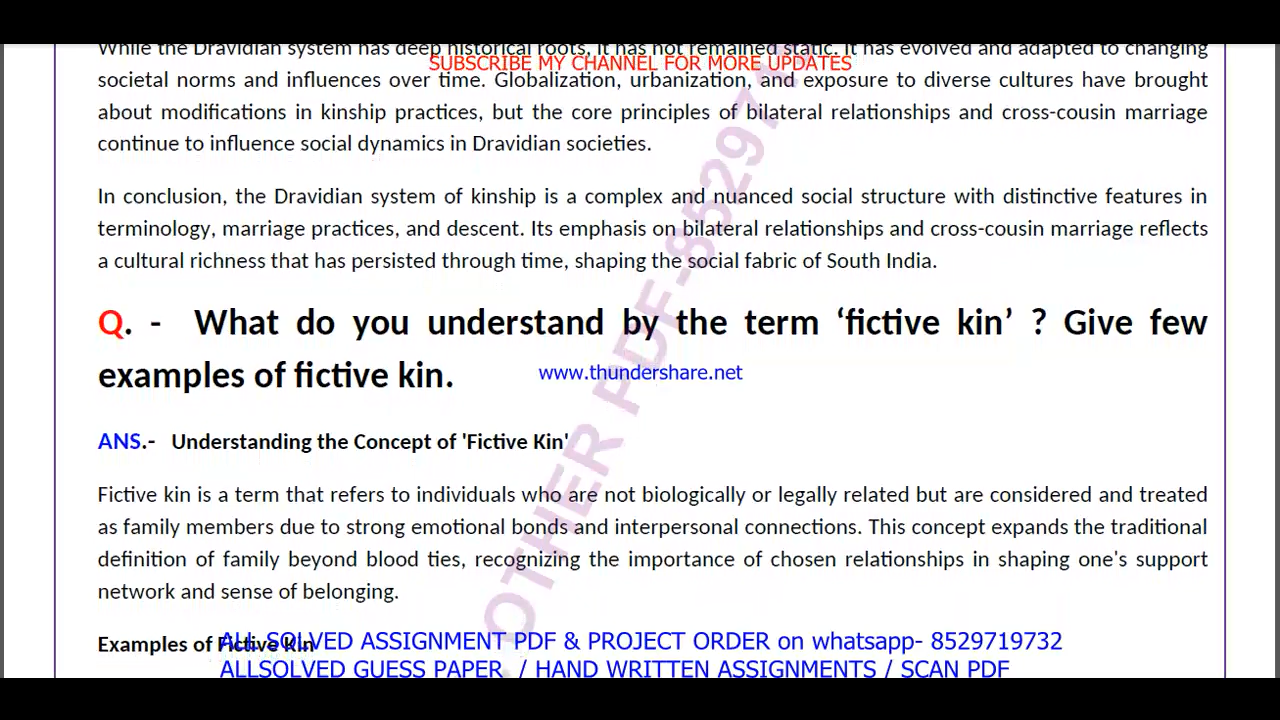 While the Dravidian system has deep historical roots, it has not remained static. It has evolved and adapted to changing
SUBSCRIBE MY CHANNEL FOR MORE UPDATES
societal norms and influences over time. Globalization, urbanization, and exposure to diverse cultures have brought
about modifications in kinship practices, but the core principles of bilateral relationships and cross-cousin marriage
continue to influence social dynamics in Dravidian societies.
In conclusion, the Dravidian system of kinship is a complex and nuanced social structure with distinctive features in
terminology, marriage practices, and descent. Its emphasis on bilateral relationships and cross-cousin marriage reflects
a cultural richness that has persisted through time, shaping the social fabric of South India.
Q. - What do you understand by the term ‘fictive kin’ ? Give few
examples of fictive kin.
www.thundershare.net
ANS.- Understanding the Concept of 'Fictive Kin'
Fictive kin is a term that refers to individuals who are not biologically or legally related but are considered and treated
as family members due to strong emotional bonds and interpersonal connections. This concept expands the traditional
definition of family beyond blood ties, recognizing the importance of chosen relationships in shaping one's support
network and sense of belonging.
Examples of Fictive Kin
ALL SOLVED ASSIGNMENT PDF & PROJECT ORDER on whatsapp- 8529719732
ALLSOLVED GUESS PAPER / HAND WRITTEN ASSIGNMENTS / SCAN PDF
OTHER PDF-852971